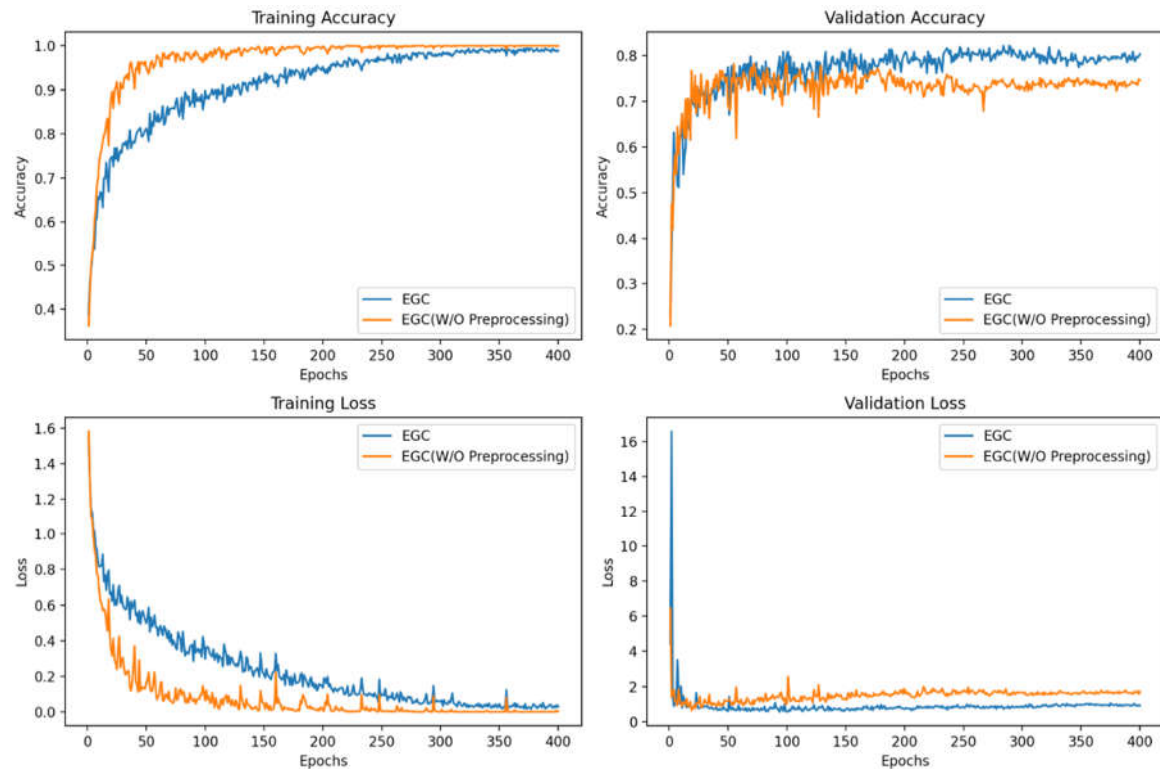 Training Accuracy
1.0
0.9
0.8
0.7
0.6
0.5
0.4
Accuracy
EGC
EGC(W/O Preprocessing)
0 50 100 150 200 250 300 350 400
Epochs
Validation Accuracy
0.8
0.7
0.6
0.5
0.4
0.3
0.2
Accuracy
EGC
EGC(W/O Preprocessing)
0 50 100 150 200 250 300 350 400
Epochs
Training Loss
1.6
1.4
1.2
1.0
0.8
0.6
0.4
0.2
0.0
Loss
EGC
EGC(W/O Preprocessing)
0 50 100 150 200 250 300 350 400
Epochs
Validation Loss
16
14
12
10
8
6
4
2
0
Loss
EGC
EGC(W/O Preprocessing)
0 50 100 150 200 250 300 350 400
Epochs